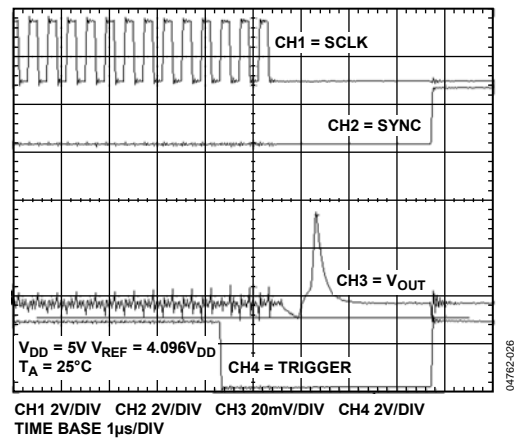 CH1 = SCLK
CH2 = SYNC
CH3 = VOUT
VDD = 5V VREF = 4.096VDD
TA = 25°C
CH4 = TRIGGER
CH1 2V/DIV CH2 2V/DIV CH3 20mV/DIV CH4 2V/DIV
TIME BASE 1µs/DIV
04762-026